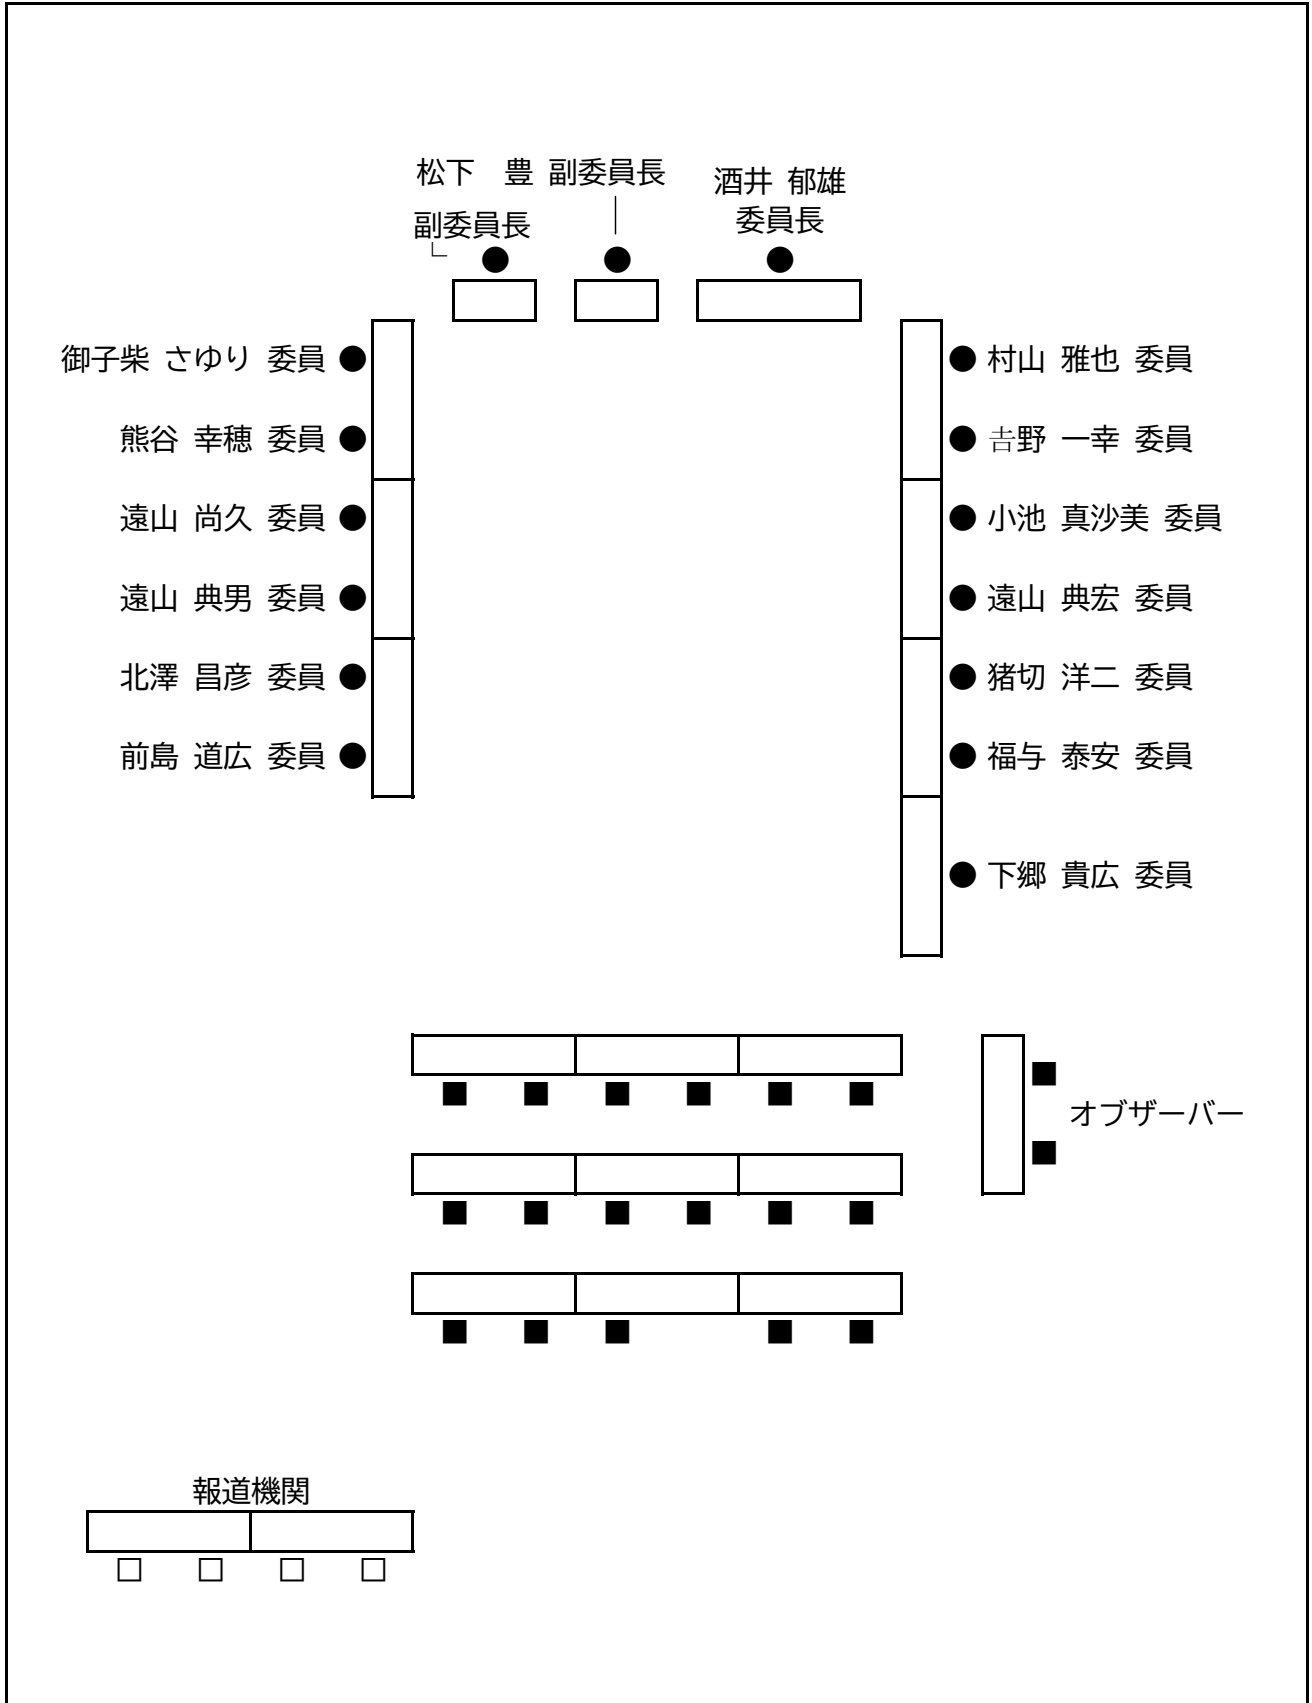 松下　豊 副委員長
副委員長
酒井 郁雄
委員長
御子柴 さゆり 委員
村山 雅也 委員
熊谷 幸穂 委員
𠮷野 一幸 委員
遠山 尚久 委員
小池 真沙美 委員
遠山 典男 委員
遠山 典宏 委員
北澤 昌彦 委員
猪切 洋二 委員
前島 道広 委員
福与 泰安 委員
下郷 貴広 委員
オブザーバー
報道機関